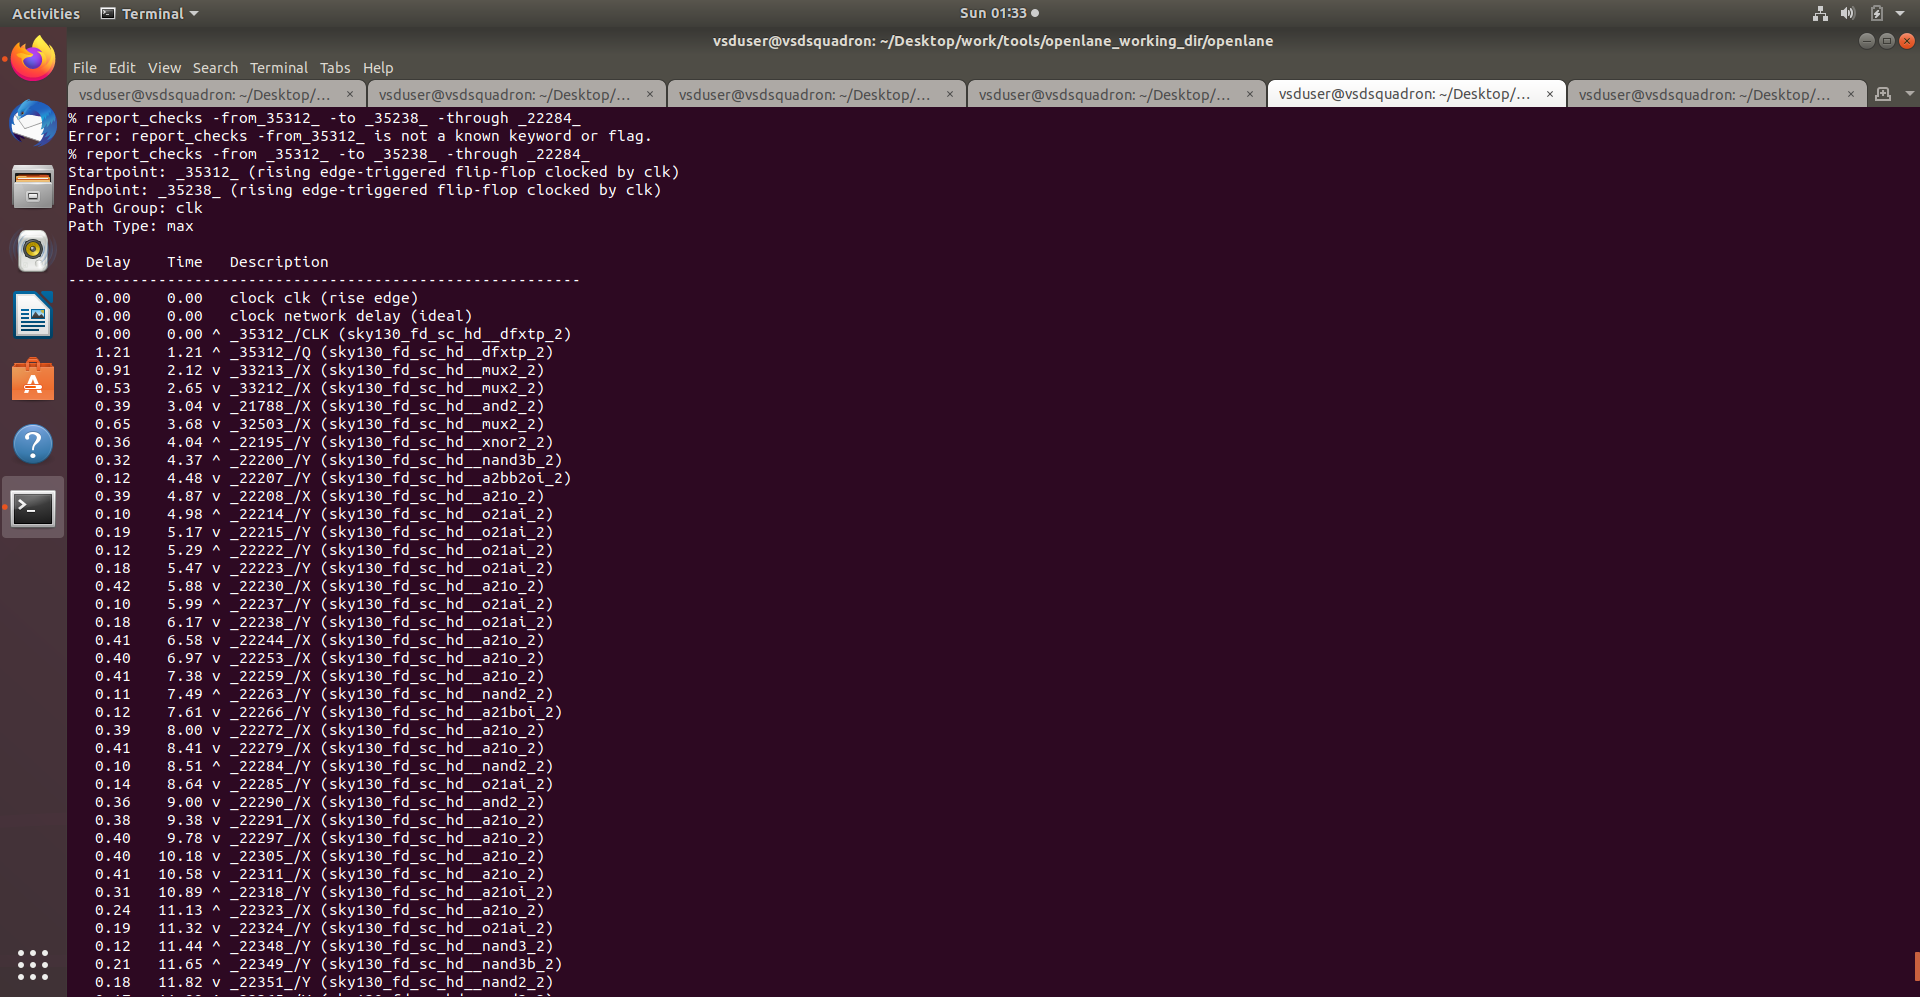 Activities Terminal Sun 01:33
vsduser@vsdsquadron: ~/Desktop/work/tools/openlane_working_dir/openlane
File Edit View Search Terminal Tabs Help
vsduser@vsdsquadron: ~/Desktop/... × vsduser@vsdsquadron: ~/Desktop/... × vsduser@vsdsquadron: ~/Desktop/... × vsduser@vsdsquadron: ~/Desktop/... × vsduser@vsdsquadron: ~/Desktop/... × vsduser@vsdsquadron: ~/Desktop/... ×
% report_checks -from_35312_ -to _35238_ -through _22284_
Error: report_checks -from_35312_ is not a known keyword or flag.
% report_checks -from _35312_ -to _35238_ -through _22284_
Startpoint: _35312_ (rising edge-triggered flip-flop clocked by clk)
Endpoint: _35238_ (rising edge-triggered flip-flop clocked by clk)
Path Group: clk
Path Type: max
  Delay    Time   Description
---------------------------------------------------------
   0.00    0.00   clock clk (rise edge)
   0.00    0.00   clock network delay (ideal)
   0.00    0.00 ^ _35312_/CLK (sky130_fd_sc_hd__dfxtp_2)
   1.21    1.21 ^ _35312_/Q (sky130_fd_sc_hd__dfxtp_2)
   0.91    2.12 v _33213_/X (sky130_fd_sc_hd__mux2_2)
   0.53    2.65 v _33212_/X (sky130_fd_sc_hd__mux2_2)
   0.39    3.04 v _21788_/X (sky130_fd_sc_hd__and2_2)
   0.65    3.68 v _32503_/X (sky130_fd_sc_hd__mux2_2)
   0.36    4.04 ^ _22195_/Y (sky130_fd_sc_hd__xnor2_2)
   0.32    4.37 ^ _22200_/Y (sky130_fd_sc_hd__nand3b_2)
   0.12    4.48 v _22207_/Y (sky130_fd_sc_hd__a2bb2oi_2)
   0.39    4.87 v _22208_/X (sky130_fd_sc_hd__a21o_2)
   0.10    4.98 ^ _22214_/Y (sky130_fd_sc_hd__o21ai_2)
   0.19    5.17 v _22215_/Y (sky130_fd_sc_hd__o21ai_2)
   0.12    5.29 ^ _22222_/Y (sky130_fd_sc_hd__o21ai_2)
   0.18    5.47 v _22223_/Y (sky130_fd_sc_hd__o21ai_2)
   0.42    5.88 v _22230_/X (sky130_fd_sc_hd__a21o_2)
   0.10    5.99 ^ _22237_/Y (sky130_fd_sc_hd__o21ai_2)
   0.18    6.17 v _22238_/Y (sky130_fd_sc_hd__o21ai_2)
   0.41    6.58 v _22244_/X (sky130_fd_sc_hd__a21o_2)
   0.40    6.97 v _22253_/X (sky130_fd_sc_hd__a21o_2)
   0.41    7.38 v _22259_/X (sky130_fd_sc_hd__a21o_2)
   0.11    7.49 ^ _22263_/Y (sky130_fd_sc_hd__nand2_2)
   0.12    7.61 v _22266_/Y (sky130_fd_sc_hd__a21boi_2)
   0.39    8.00 v _22272_/X (sky130_fd_sc_hd__a21o_2)
   0.41    8.41 v _22279_/X (sky130_fd_sc_hd__a21o_2)
   0.10    8.51 ^ _22284_/Y (sky130_fd_sc_hd__nand2_2)
   0.14    8.64 v _22285_/Y (sky130_fd_sc_hd__o21ai_2)
   0.36    9.00 v _22290_/X (sky130_fd_sc_hd__and2_2)
   0.38    9.38 v _22291_/X (sky130_fd_sc_hd__a21o_2)
   0.40    9.78 v _22297_/X (sky130_fd_sc_hd__a21o_2)
   0.40   10.18 v _22305_/X (sky130_fd_sc_hd__a21o_2)
   0.41   10.58 v _22311_/X (sky130_fd_sc_hd__a21o_2)
   0.31   10.89 ^ _22318_/Y (sky130_fd_sc_hd__a21oi_2)
   0.24   11.13 ^ _22323_/X (sky130_fd_sc_hd__a21o_2)
   0.19   11.32 v _22324_/Y (sky130_fd_sc_hd__o21ai_2)
   0.12   11.44 ^ _22348_/Y (sky130_fd_sc_hd__nand3_2)
   0.21   11.65 ^ _22349_/Y (sky130_fd_sc_hd__nand3b_2)
   0.18   11.82 v _22351_/Y (sky130_fd_sc_hd__nand2_2)